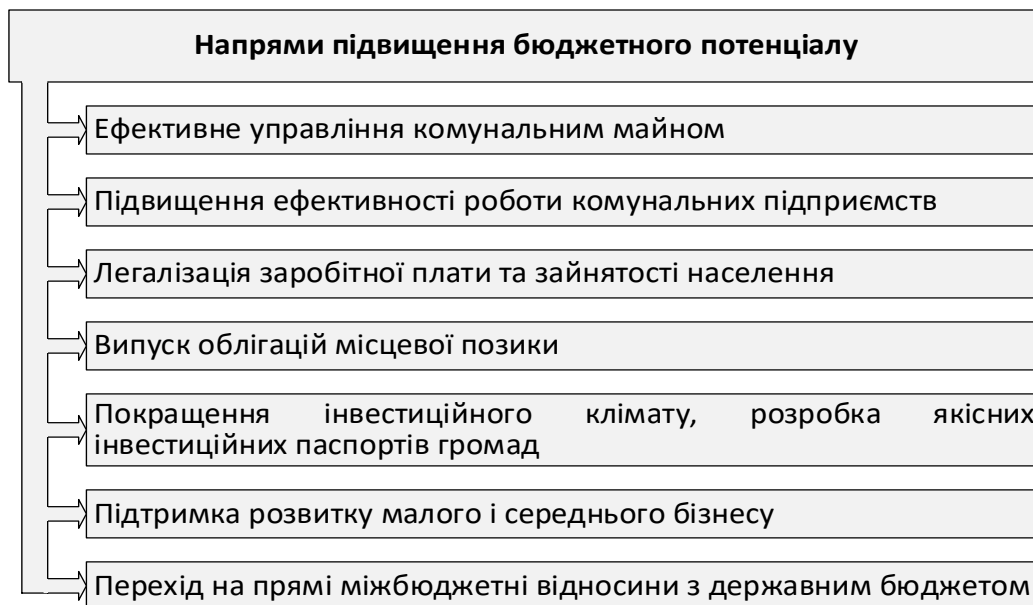 Напрями підвищення бюджетного потенціалу
Ефективне управління комунальним майном
Підвищення ефективності роботи комунальних підприємств
Легалізація заробітної плати та зайнятості населення
Випуск облігацій місцевої позики
Покращення інвестиційного клімату, розробка якісних
інвестиційних паспортів громад
Підтримка розвитку малого і середнього бізнесу
Перехід на прямі міжбюджетні відносини з державним бюджетом